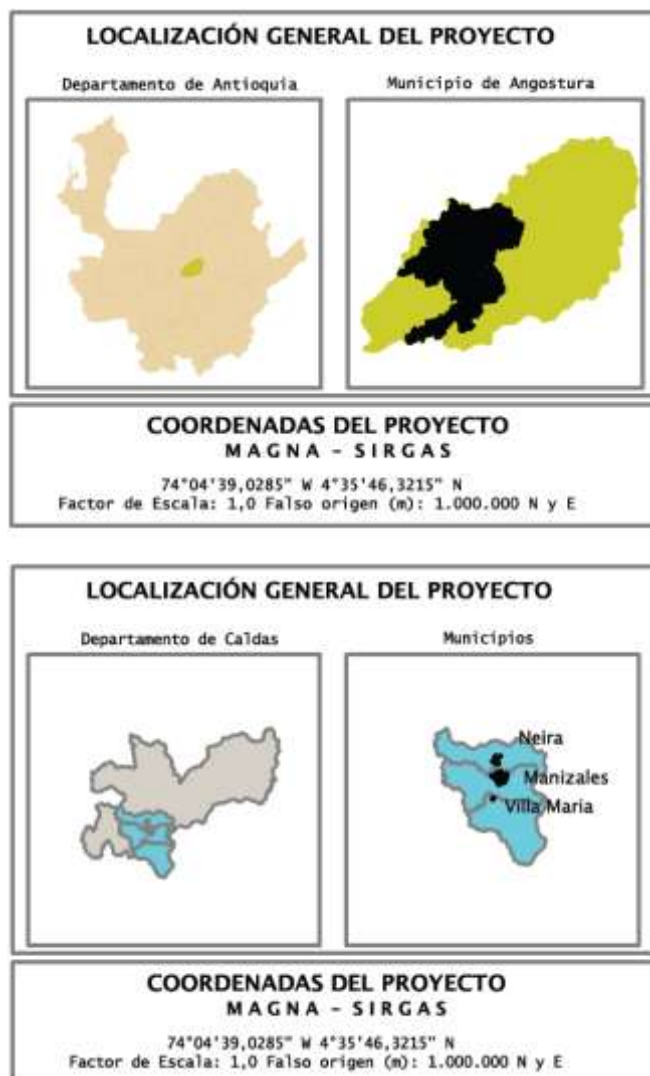 LOCALIZACIÓN GENERAL DEL PROYECTO
Departamento de Antioquia
Municipio de Angostura
COORDENADAS DEL PROYECTO
MAGNA - SIRGAS
74°04'39,0285" W 4°35'46,3215" N
Factor de Escala: 1,0 Falso origen (m): 1.000.000 N y E
LOCALIZACIÓN GENERAL DEL PROYECTO
Departamento de Caldas
Municipios
Neira
Manizales
Villa Maria
COORDENADAS DEL PROYECTO
MAGNA - SIRGAS
74°04'39,0285" W 4°35'46,3215" N
Factor de Escala: 1,0 Falso origen (m): 1.000.000 N y E